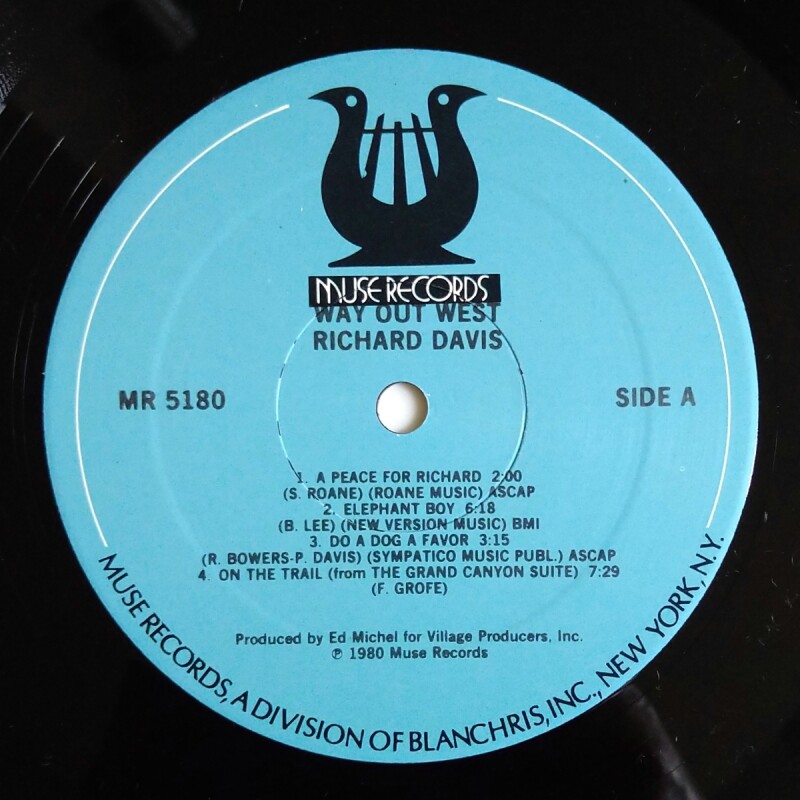 MUSE RECORDS
WAY OUT WEST
RICHARD DAVIS
MR 5180
SIDE A
1. A PEACE FOR RICHARD 2:00
(S. ROANE) (ROANE MUSIC) ASCAP
2. ELEPHANT BOY 6:18
(B. LEE) (NEW VERSION MUSIC) BMI
3. DO A DOG A FAVOR 3:15
(R. BOWERS-P. DAVIS) (SYMPATICO MUSIC PUBL.) ASCAP
4. ON THE TRAIL (from THE GRAND CANYON SUITE) 7:29
(F. GROFE)
Produced by Ed Michel for Village Producers, Inc.
℗ 1980 Muse Records
MUSE RECORDS, A DIVISION OF BLANCHRIS, INC., NEW YORK, N.Y.